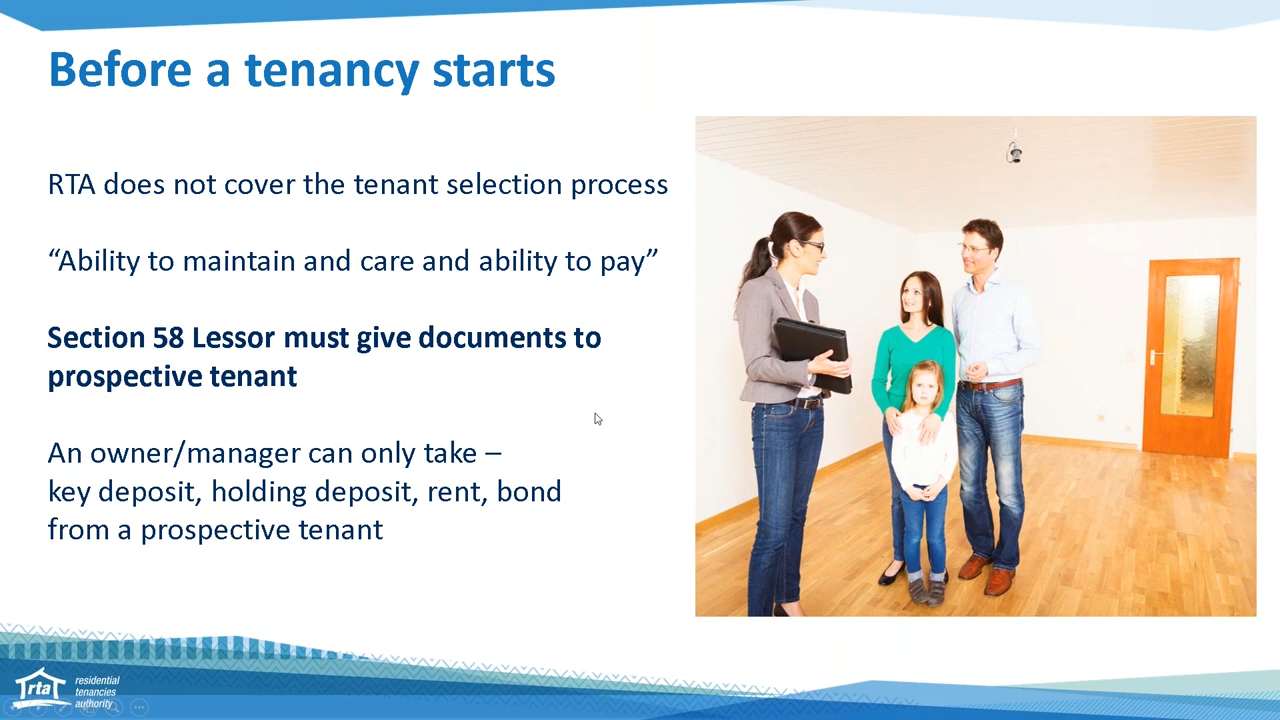 Before a tenancy starts
RTA does not cover the tenant selection process
“Ability to maintain and care and ability to pay”
Section 58 Lessor must give documents to
prospective tenant
An owner/manager can only take –
key deposit, holding deposit, rent, bond
from a prospective tenant
rta
residential
tenancies
authority